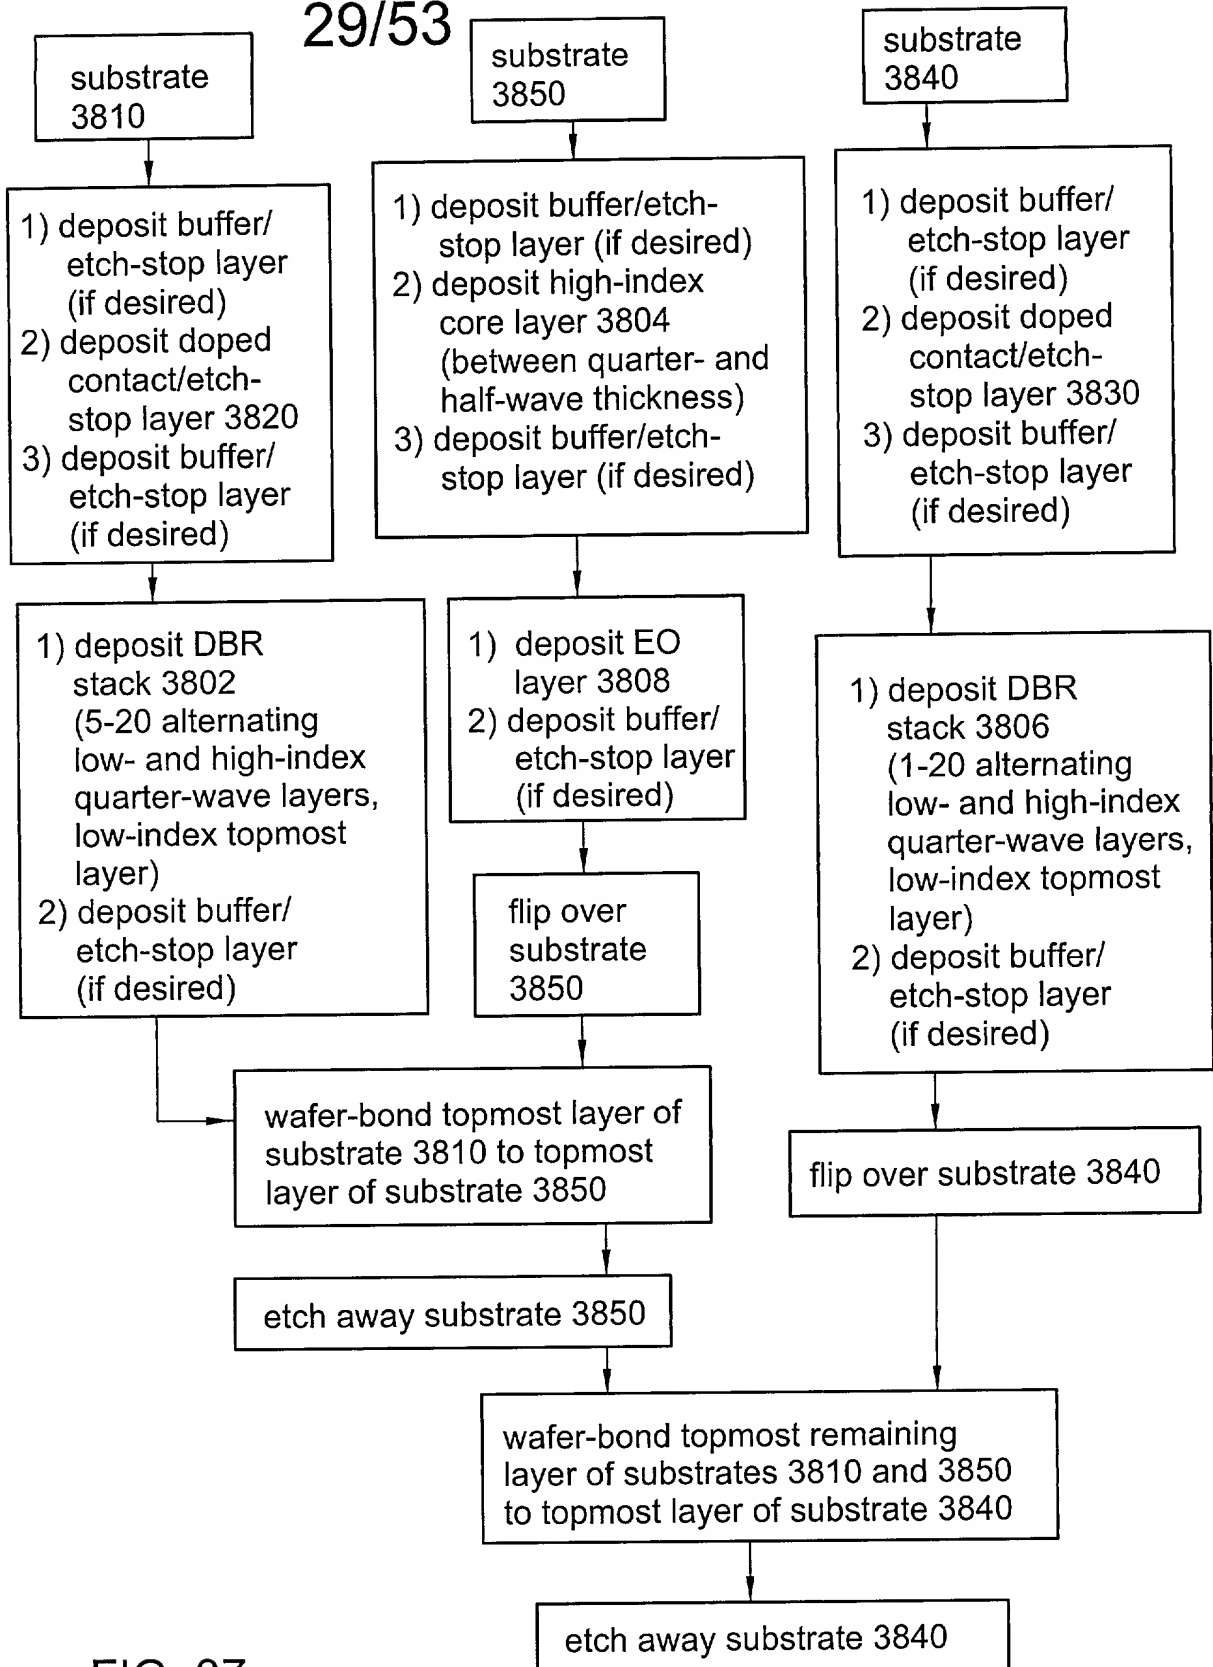 29/53
substrate
3810
1) deposit buffer/
etch-stop layer
(if desired)
2) deposit doped
contact/etch-
stop layer 3820
3) deposit buffer/
etch-stop layer
(if desired)
1) deposit DBR
stack 3802
(5-20 alternating
low- and high-index
quarter-wave layers,
low-index topmost
layer)
2) deposit buffer/
etch-stop layer
(if desired)
substrate
3850
1) deposit buffer/etch-
stop layer (if desired)
2) deposit high-index
core layer 3804
(between quarter- and
half-wave thickness)
3) deposit buffer/etch-
stop layer (if desired)
1) deposit EO
layer 3808
2) deposit buffer/
etch-stop layer
(if desired)
flip over
substrate
3850
substrate
3840
1) deposit buffer/
etch-stop layer
(if desired)
2) deposit doped
contact/etch-
stop layer 3830
3) deposit buffer/
etch-stop layer
(if desired)
1) deposit DBR
stack 3806
(1-20 alternating
low- and high-index
quarter-wave layers,
low-index topmost
layer)
2) deposit buffer/
etch-stop layer
(if desired)
flip over substrate 3840
wafer-bond topmost layer of
substrate 3810 to topmost
layer of substrate 3850
etch away substrate 3850
wafer-bond topmost remaining
layer of substrates 3810 and 3850
to topmost layer of substrate 3840
etch away substrate 3840